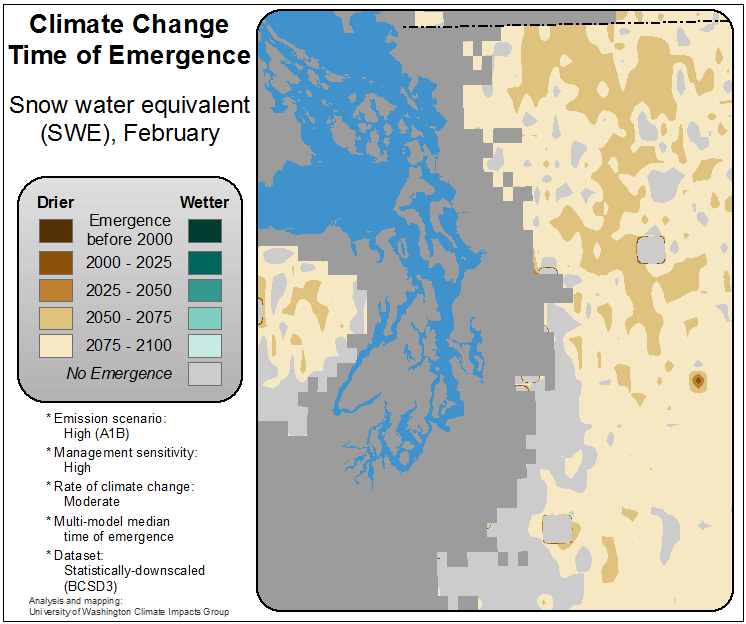 Climate Change
Time of Emergence
Snow water equivalent
(SWE), February
Drier
Wetter
Emergence
before 2000
2000 - 2025
2025 - 2050
2050 - 2075
2075 - 2100
No Emergence
* Emission scenario:
High (A1B)
* Management sensitivity:
High
* Rate of climate change:
Moderate
* Multi-model median
time of emergence
* Dataset:
Statistically-downscaled
(BCSD3)
Analysis and mapping:
University of Washington Climate Impacts Group